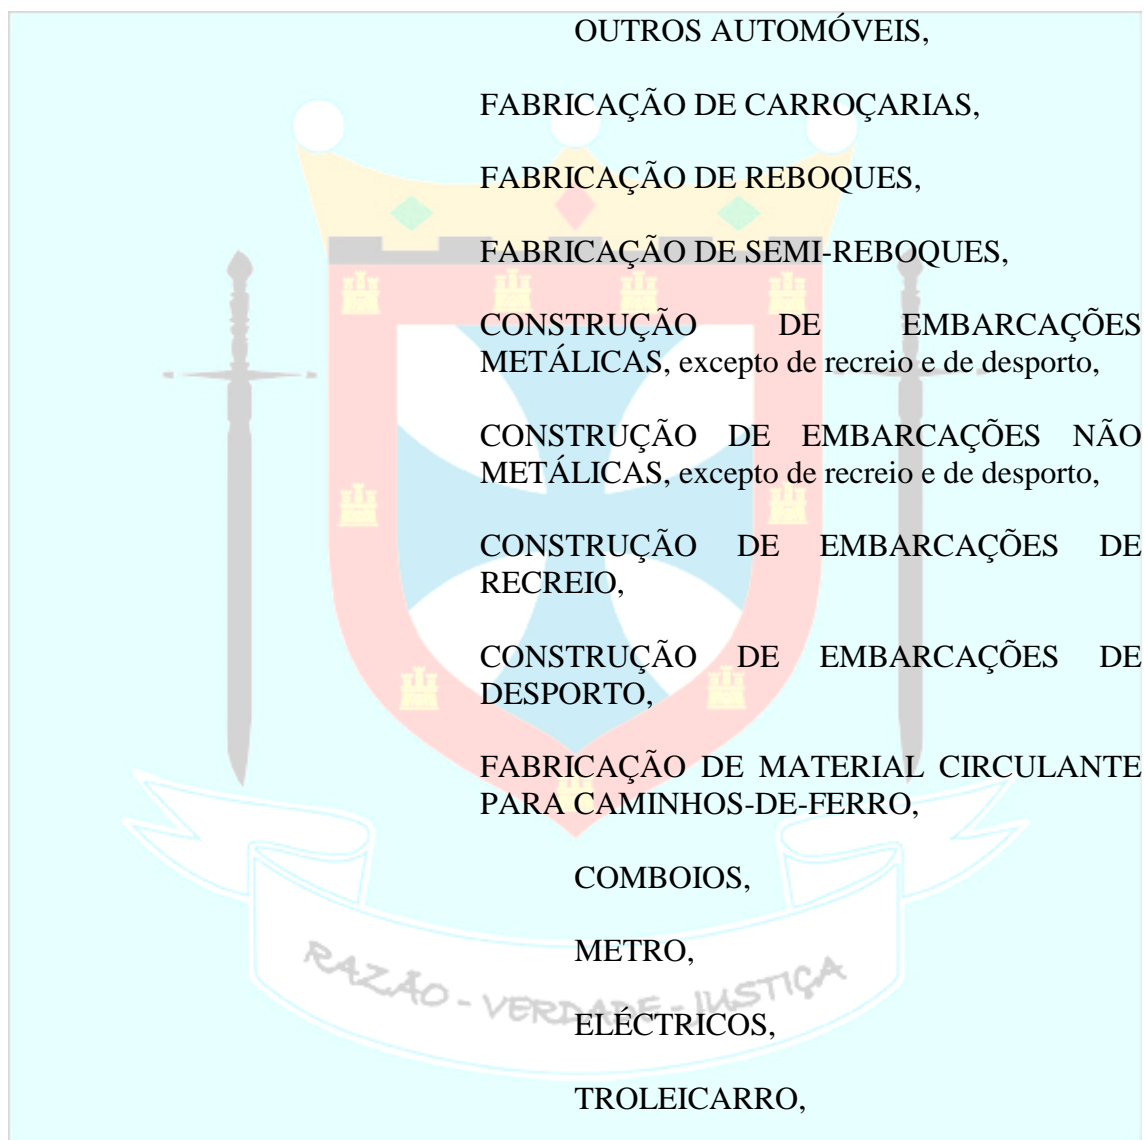 OUTROS AUTOMÓVEIS,
FABRICAÇÃO DE CARROÇARIAS,
FABRICAÇÃO DE REBOQUES,
FABRICAÇÃO DE SEMI-REBOQUES,
CONSTRUÇÃO DE EMBARCAÇÕES
METÁLICAS, excepto de recreio e de desporto,
CONSTRUÇÃO DE EMBARCAÇÕES NÃO
METÁLICAS, excepto de recreio e de desporto,
CONSTRUÇÃO DE EMBARCAÇÕES DE
RECREIO,
CONSTRUÇÃO DE EMBARCAÇÕES DE
DESPORTO,
FABRICAÇÃO DE MATERIAL CIRCULANTE
PARA CAMINHOS-DE-FERRO,
COMBOIOS,
METRO,
RAZÃO - VERDADE - JUSTIÇA
ELÉCTRICOS,
TROLEICARRO,